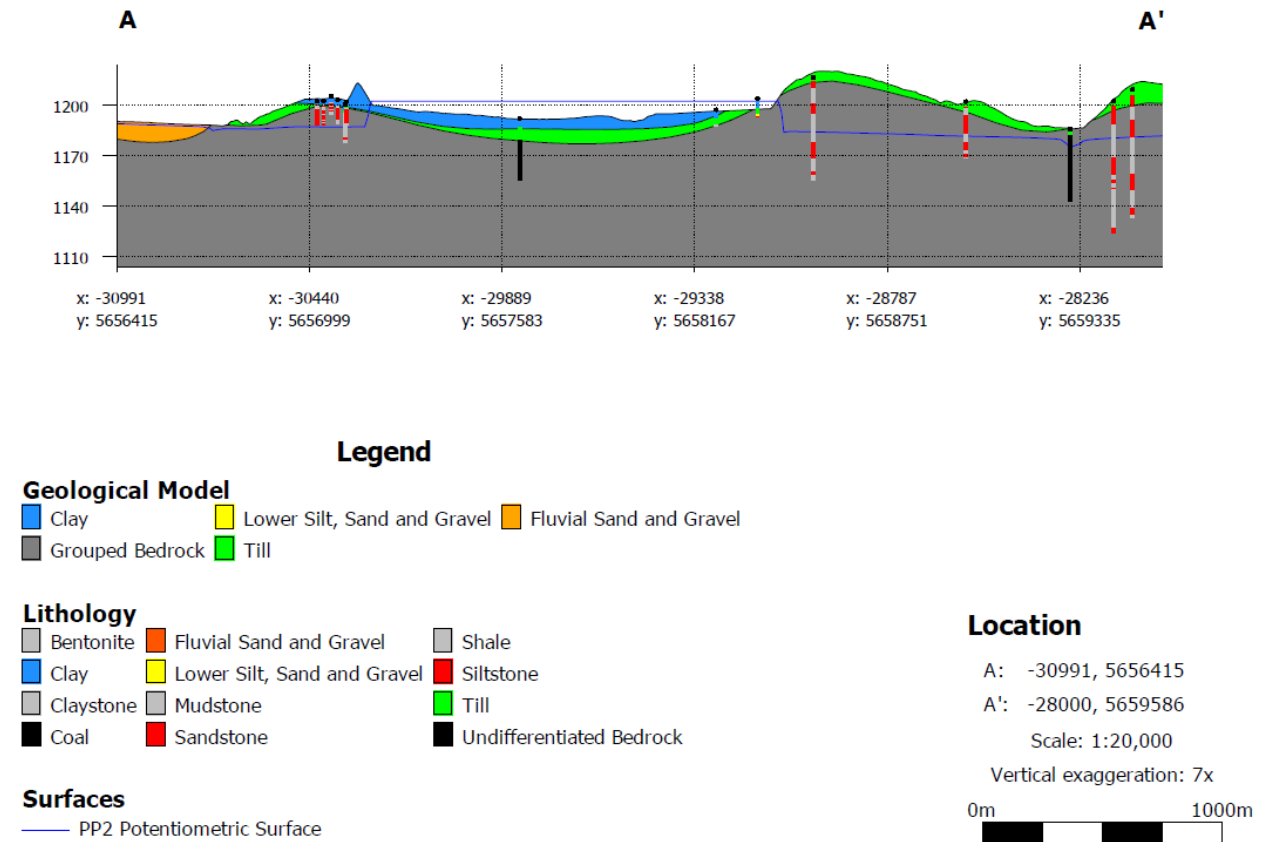 A A'
1200
1170
1140
1110
x: -30991 x: -30440 x: -29889 x: -29338 x: -28787 x: -28236
y: 5656415 y: 5656999 y: 5657583 y: 5658167 y: 5658751 y: 5659335
Legend
Geological Model
Clay Lower Silt, Sand and Gravel Fluvial Sand and Gravel
Grouped Bedrock Till
Lithology
Bentonite Fluvial Sand and Gravel Shale
Clay Lower Silt, Sand and Gravel Siltstone
Claystone Mudstone Till
Coal Sandstone Undifferentiated Bedrock
Surfaces
PP2 Potentiometric Surface
Location
A: -30991, 5656415
A': -28000, 5659586
Scale: 1:20,000
Vertical exaggeration: 7x
0m 1000m